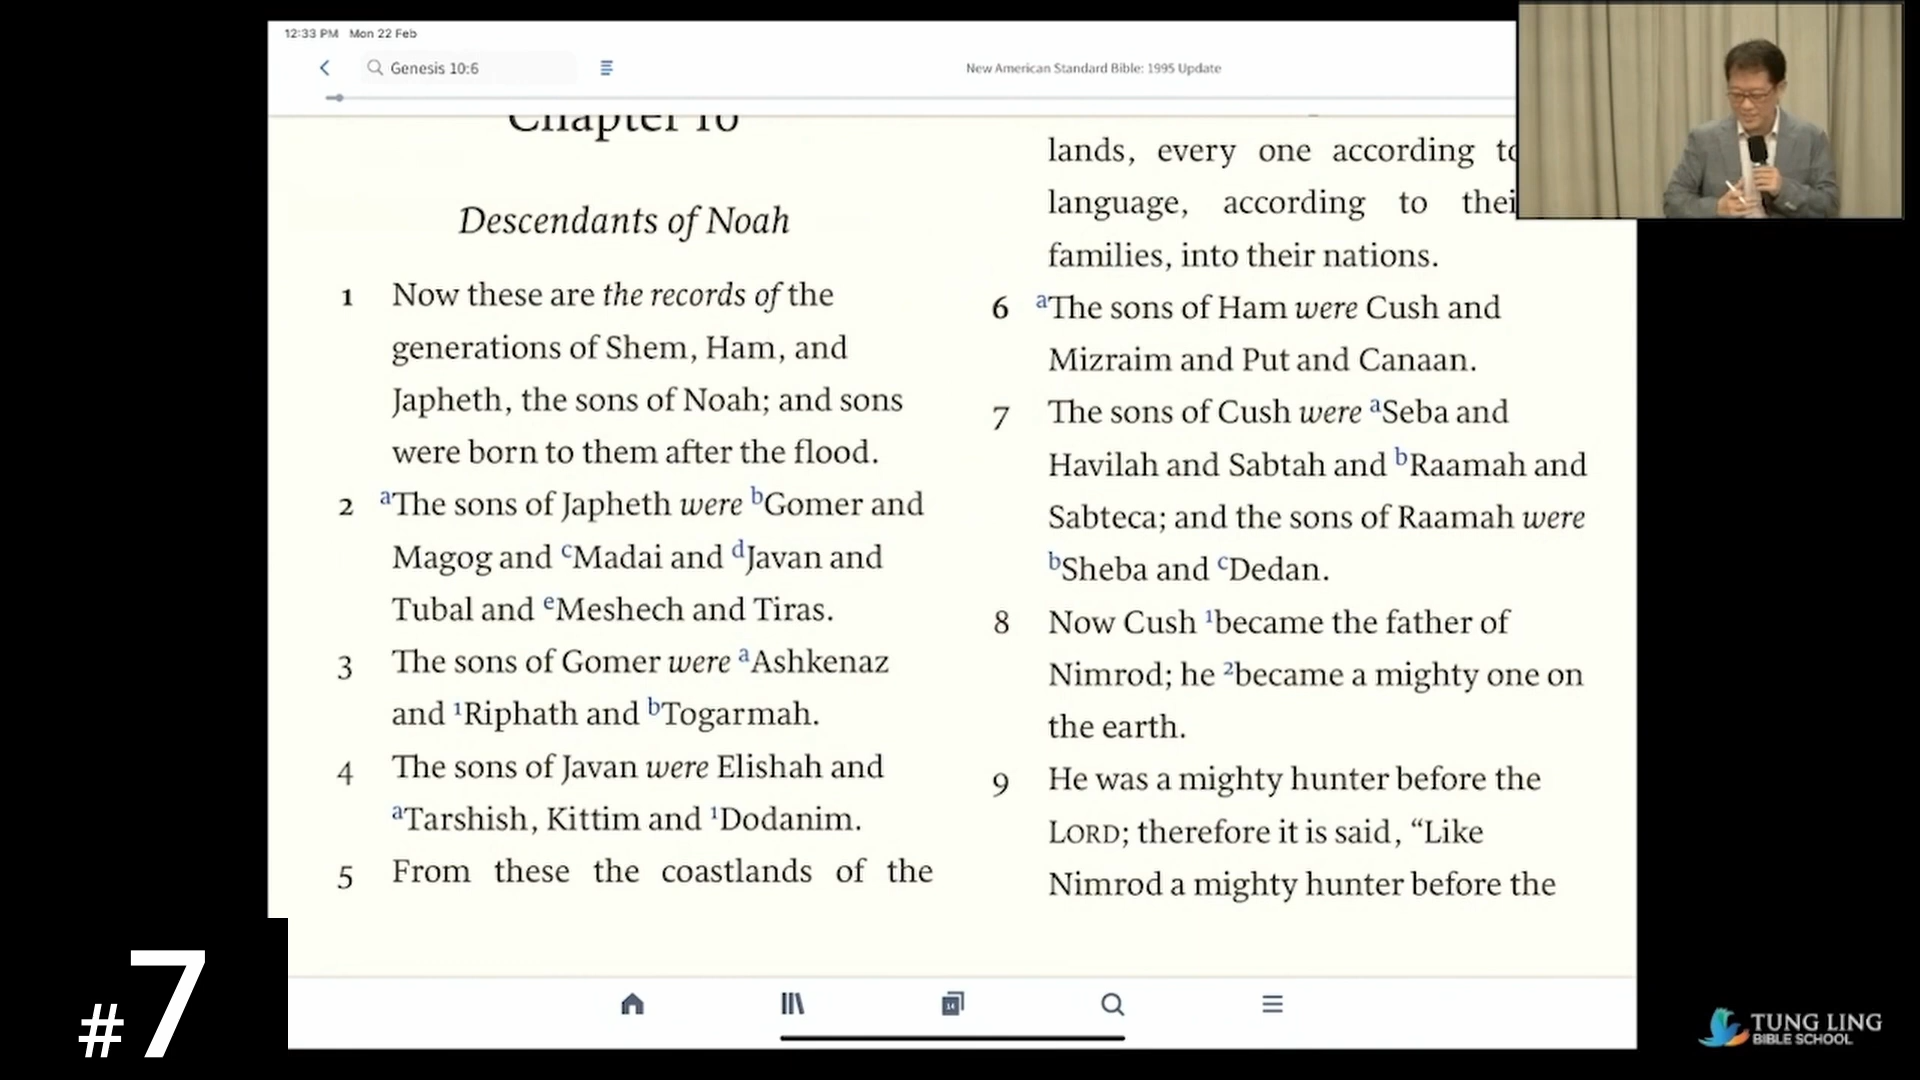 12:33 PM Mon 22 Feb
Genesis 10:6
New American Standard Bible: 1995 Update
Chapter 10
Descendants of Noah
1 Now these are the records of the
generations of Shem, Ham, and
Japheth, the sons of Noah; and sons
were born to them after the flood.
2 aThe sons of Japheth were bGomer and
Magog and cMadai and dJavan and
Tubal and eMeshech and Tiras.
3 The sons of Gomer were aAshkenaz
and 1Riphath and bTogarmah.
4 The sons of Javan were Elishah and
aTarshish, Kittim and 1Dodanim.
5 From these the coastlands of the
lands, every one according to
language, according to thei
families, into their nations.
6 aThe sons of Ham were Cush and
Mizraim and Put and Canaan.
7 The sons of Cush were aSeba and
Havilah and Sabtah and bRaamah and
Sabteca; and the sons of Raamah were
bSheba and cDedan.
8 Now Cush 1became the father of
Nimrod; he 2became a mighty one on
the earth.
9 He was a mighty hunter before the
LORD; therefore it is said, “Like
Nimrod a mighty hunter before the
14
#7
TUNG LING
BIBLE SCHOOL